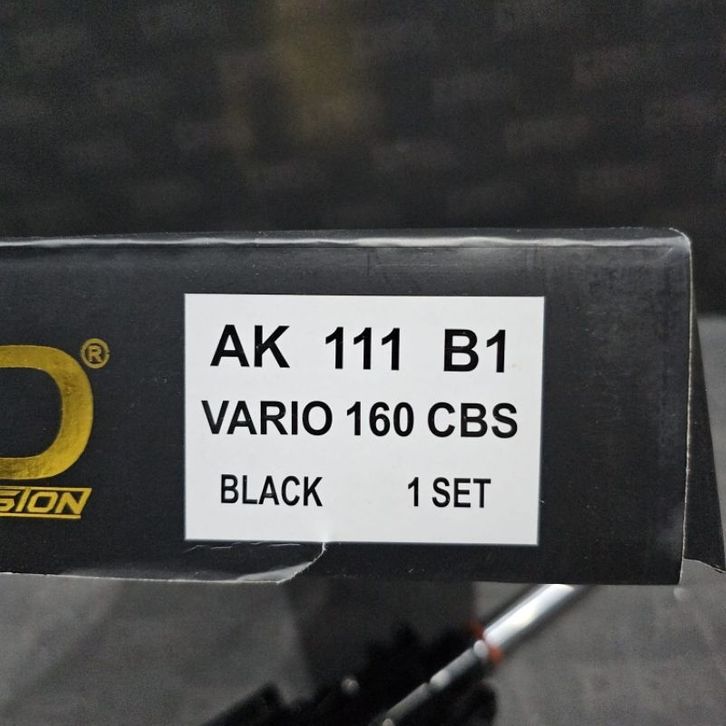 AK 111 B1
VARIO 160 CBS
BLACK 1 SET
®